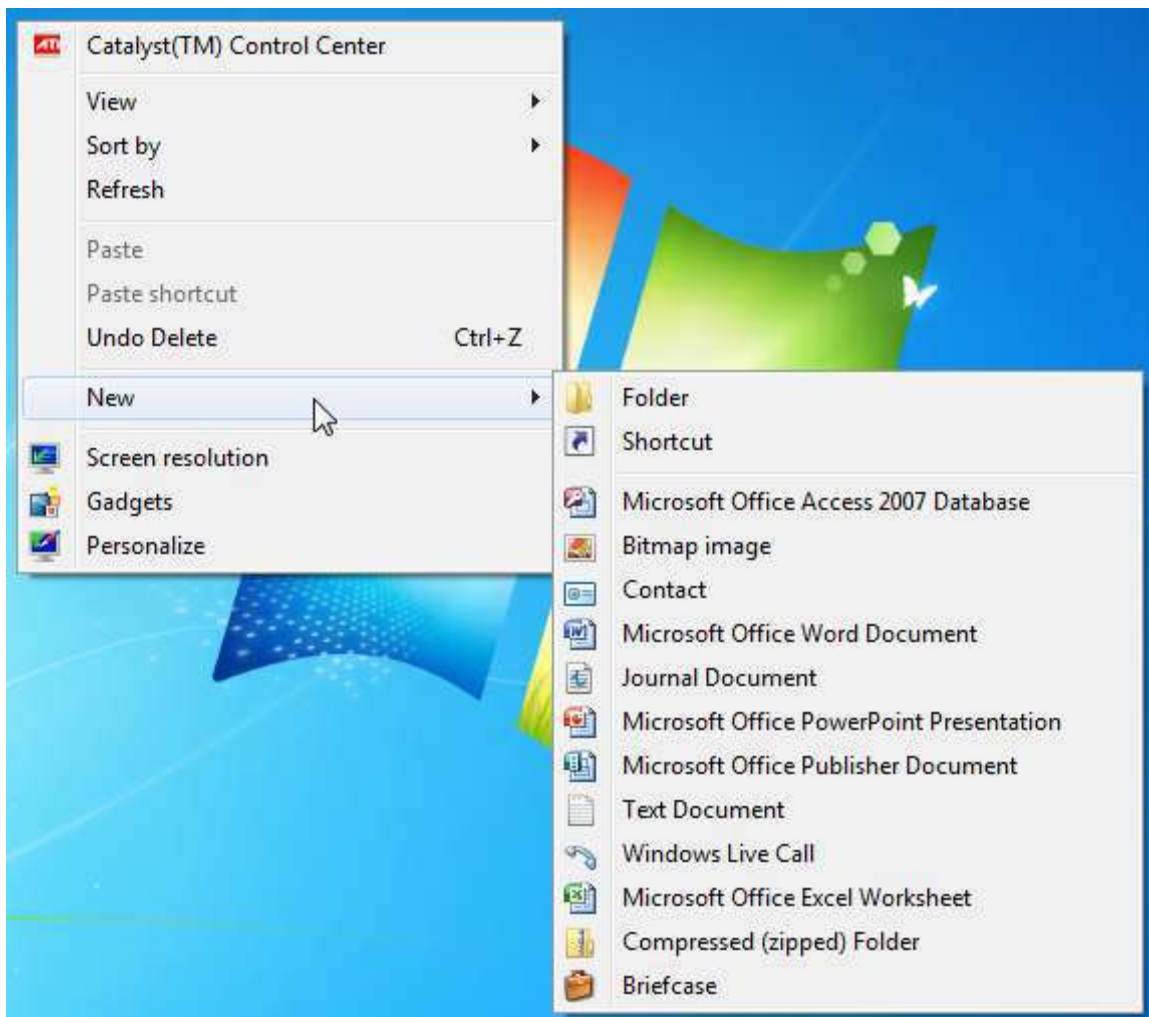 Catalyst(TM) Control Center
View
Sort by
Refresh
Paste
Paste shortcut
Undo Delete Ctrl+Z
New
Screen resolution
Gadgets
Personalize
Folder
Shortcut
Microsoft Office Access 2007 Database
Bitmap image
Contact
Microsoft Office Word Document
Journal Document
Microsoft Office PowerPoint Presentation
Microsoft Office Publisher Document
Text Document
Windows Live Call
Microsoft Office Excel Worksheet
Compressed (zipped) Folder
Briefcase